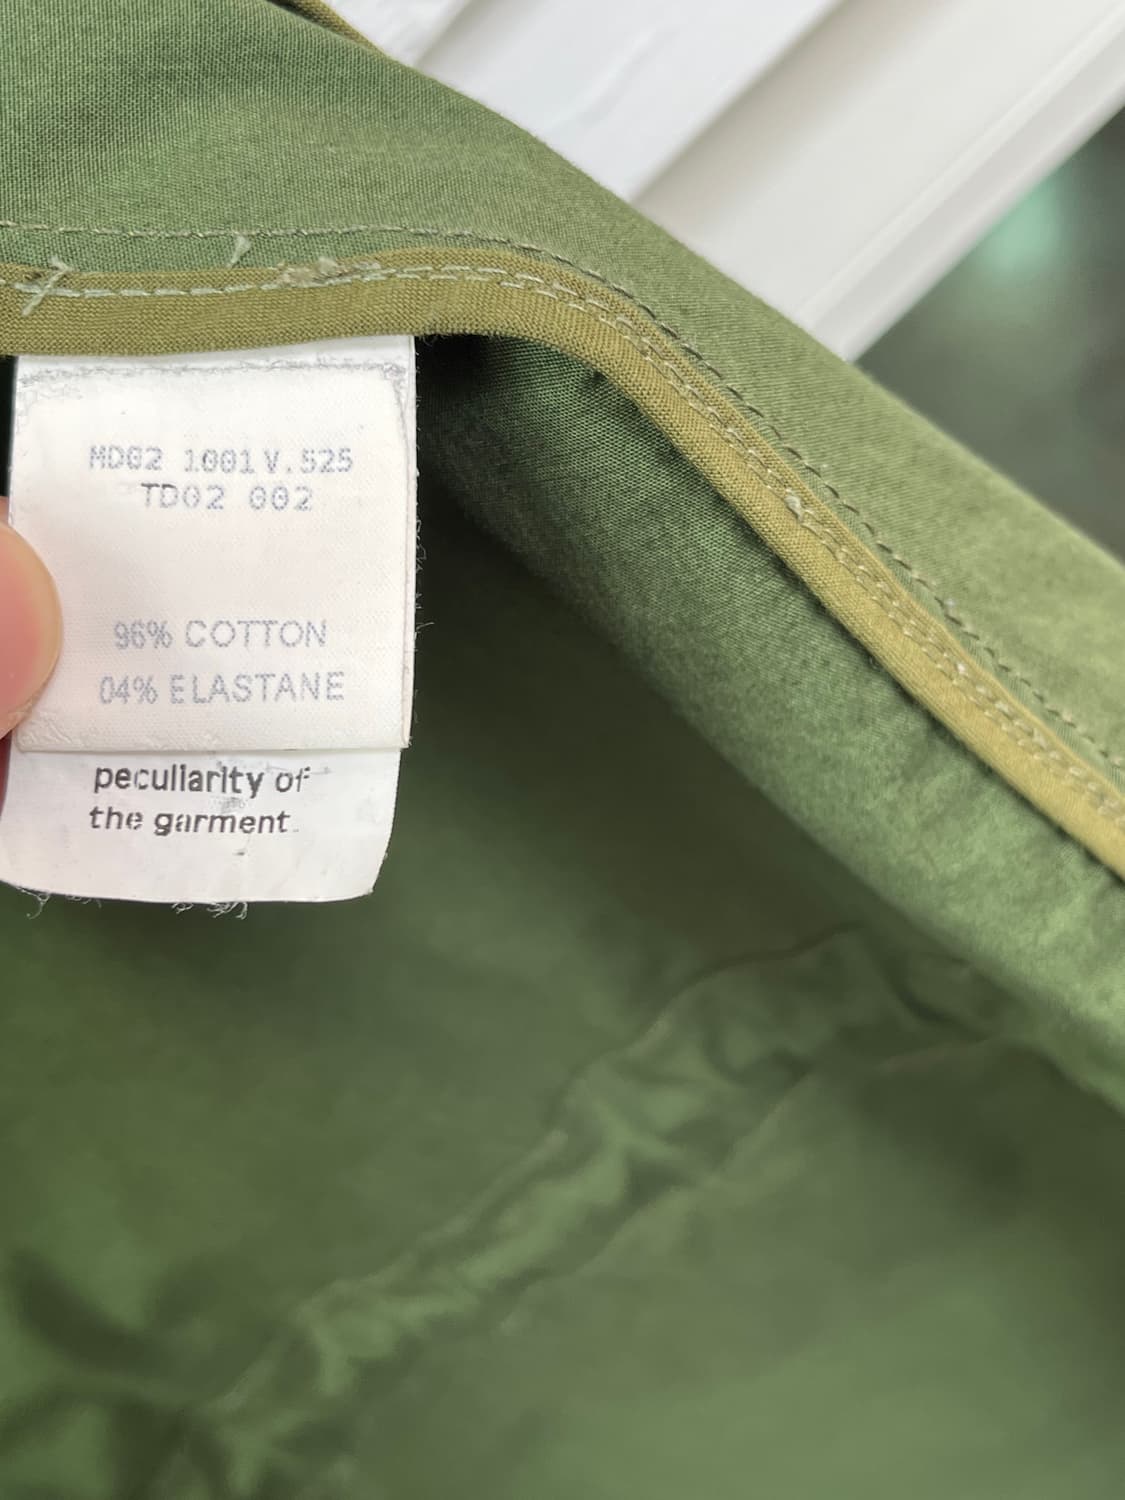 MD02 1001 V.525
TD02 002
96% COTTON
04% ELASTANE
peculiarity of
the garment.